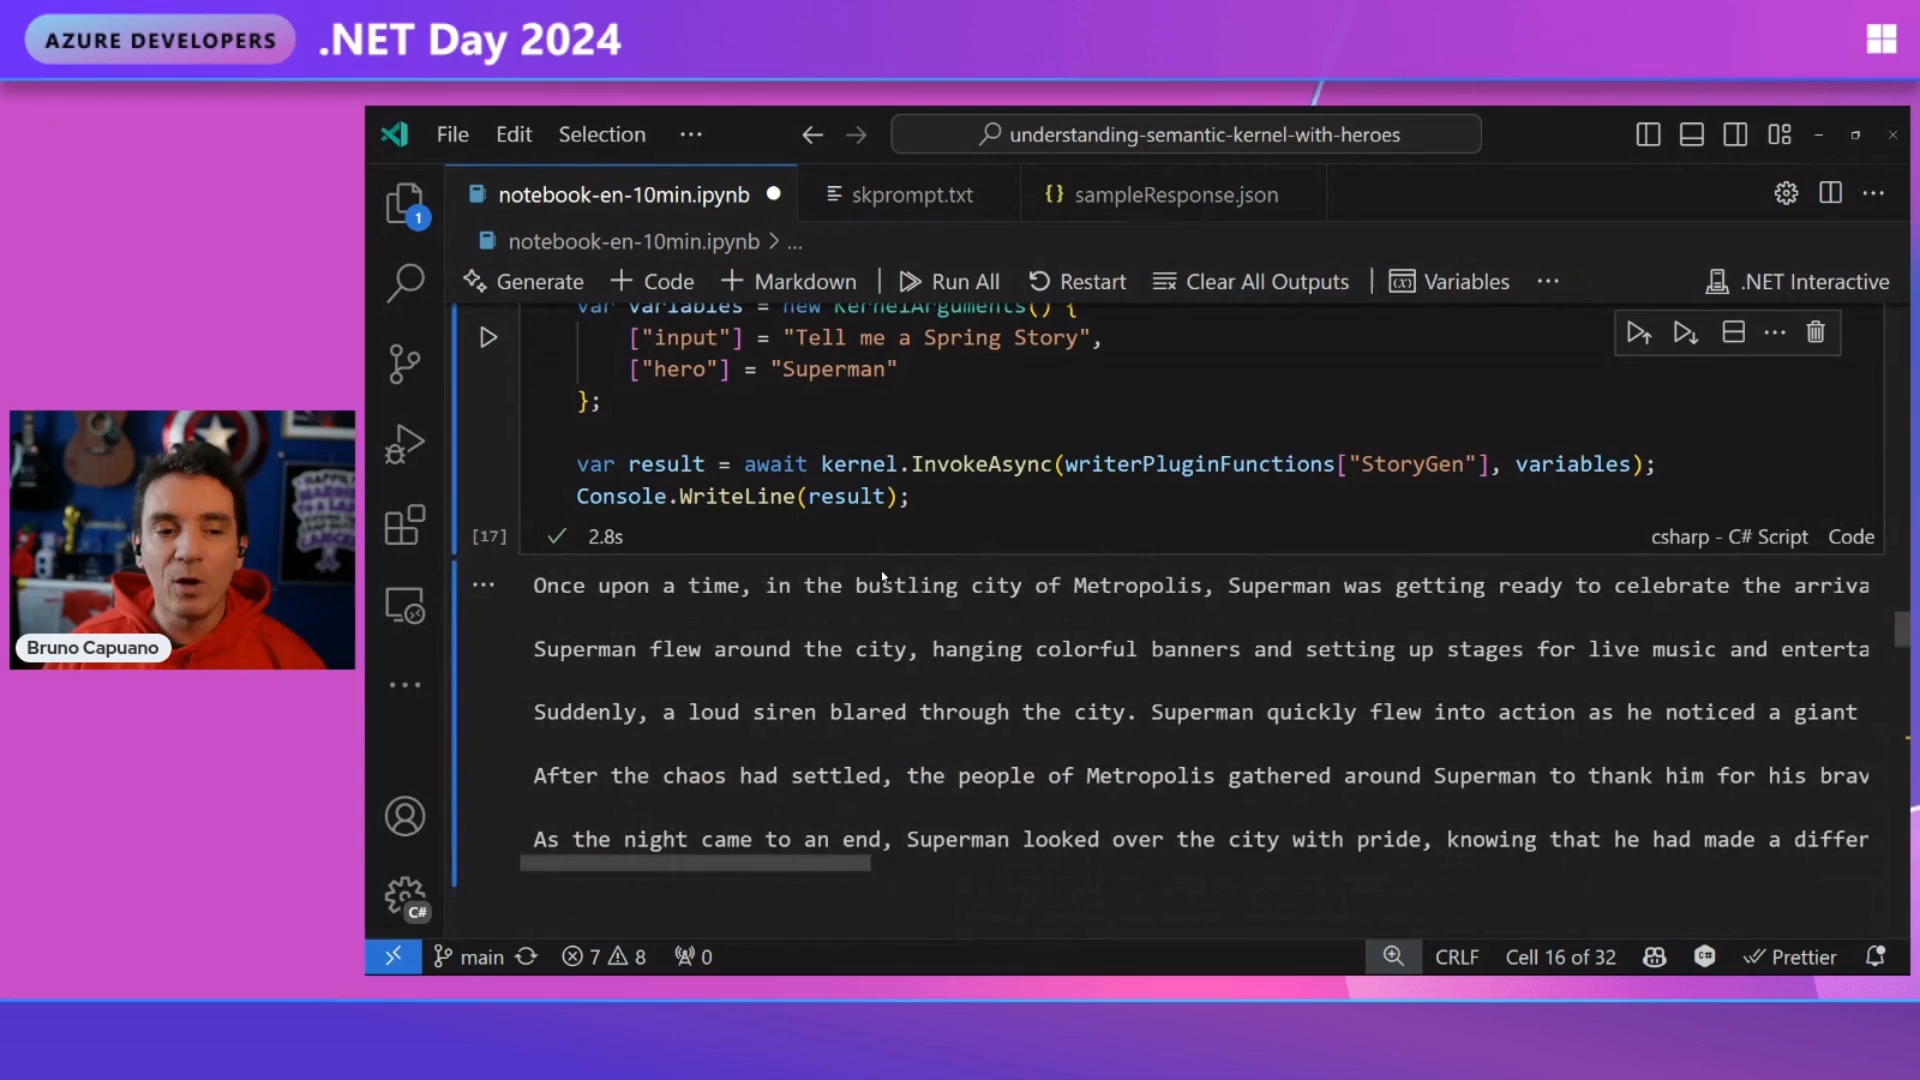 AZURE DEVELOPERS .NET Day 2024
File Edit Selection ... understanding-semantic-kernel-with-heroes
notebook-en-10min.ipynb skprompt.txt {} sampleResponse.json
1
notebook-en-10min.ipynb > ...
Generate + Code + Markdown Run All Restart Clear All Outputs Variables ... .NET Interactive
var variables = new KernelArguments() {
["input"] = "Tell me a Spring Story",
["hero"] = "Superman"
};
var result = await kernel.InvokeAsync(writerPluginFunctions["StoryGen"], variables);
Console.WriteLine(result);
[17] 2.8s csharp - C# Script Code
Once upon a time, in the bustling city of Metropolis, Superman was getting ready to celebrate the arriva
Superman flew around the city, hanging colorful banners and setting up stages for live music and enterta
Suddenly, a loud siren blared through the city. Superman quickly flew into action as he noticed a giant
After the chaos had settled, the people of Metropolis gathered around Superman to thank him for his brav
As the night came to an end, Superman looked over the city with pride, knowing that he had made a differ
Bruno Capuano
C#
main 7 8 0 CRLF Cell 16 of 32 Prettier